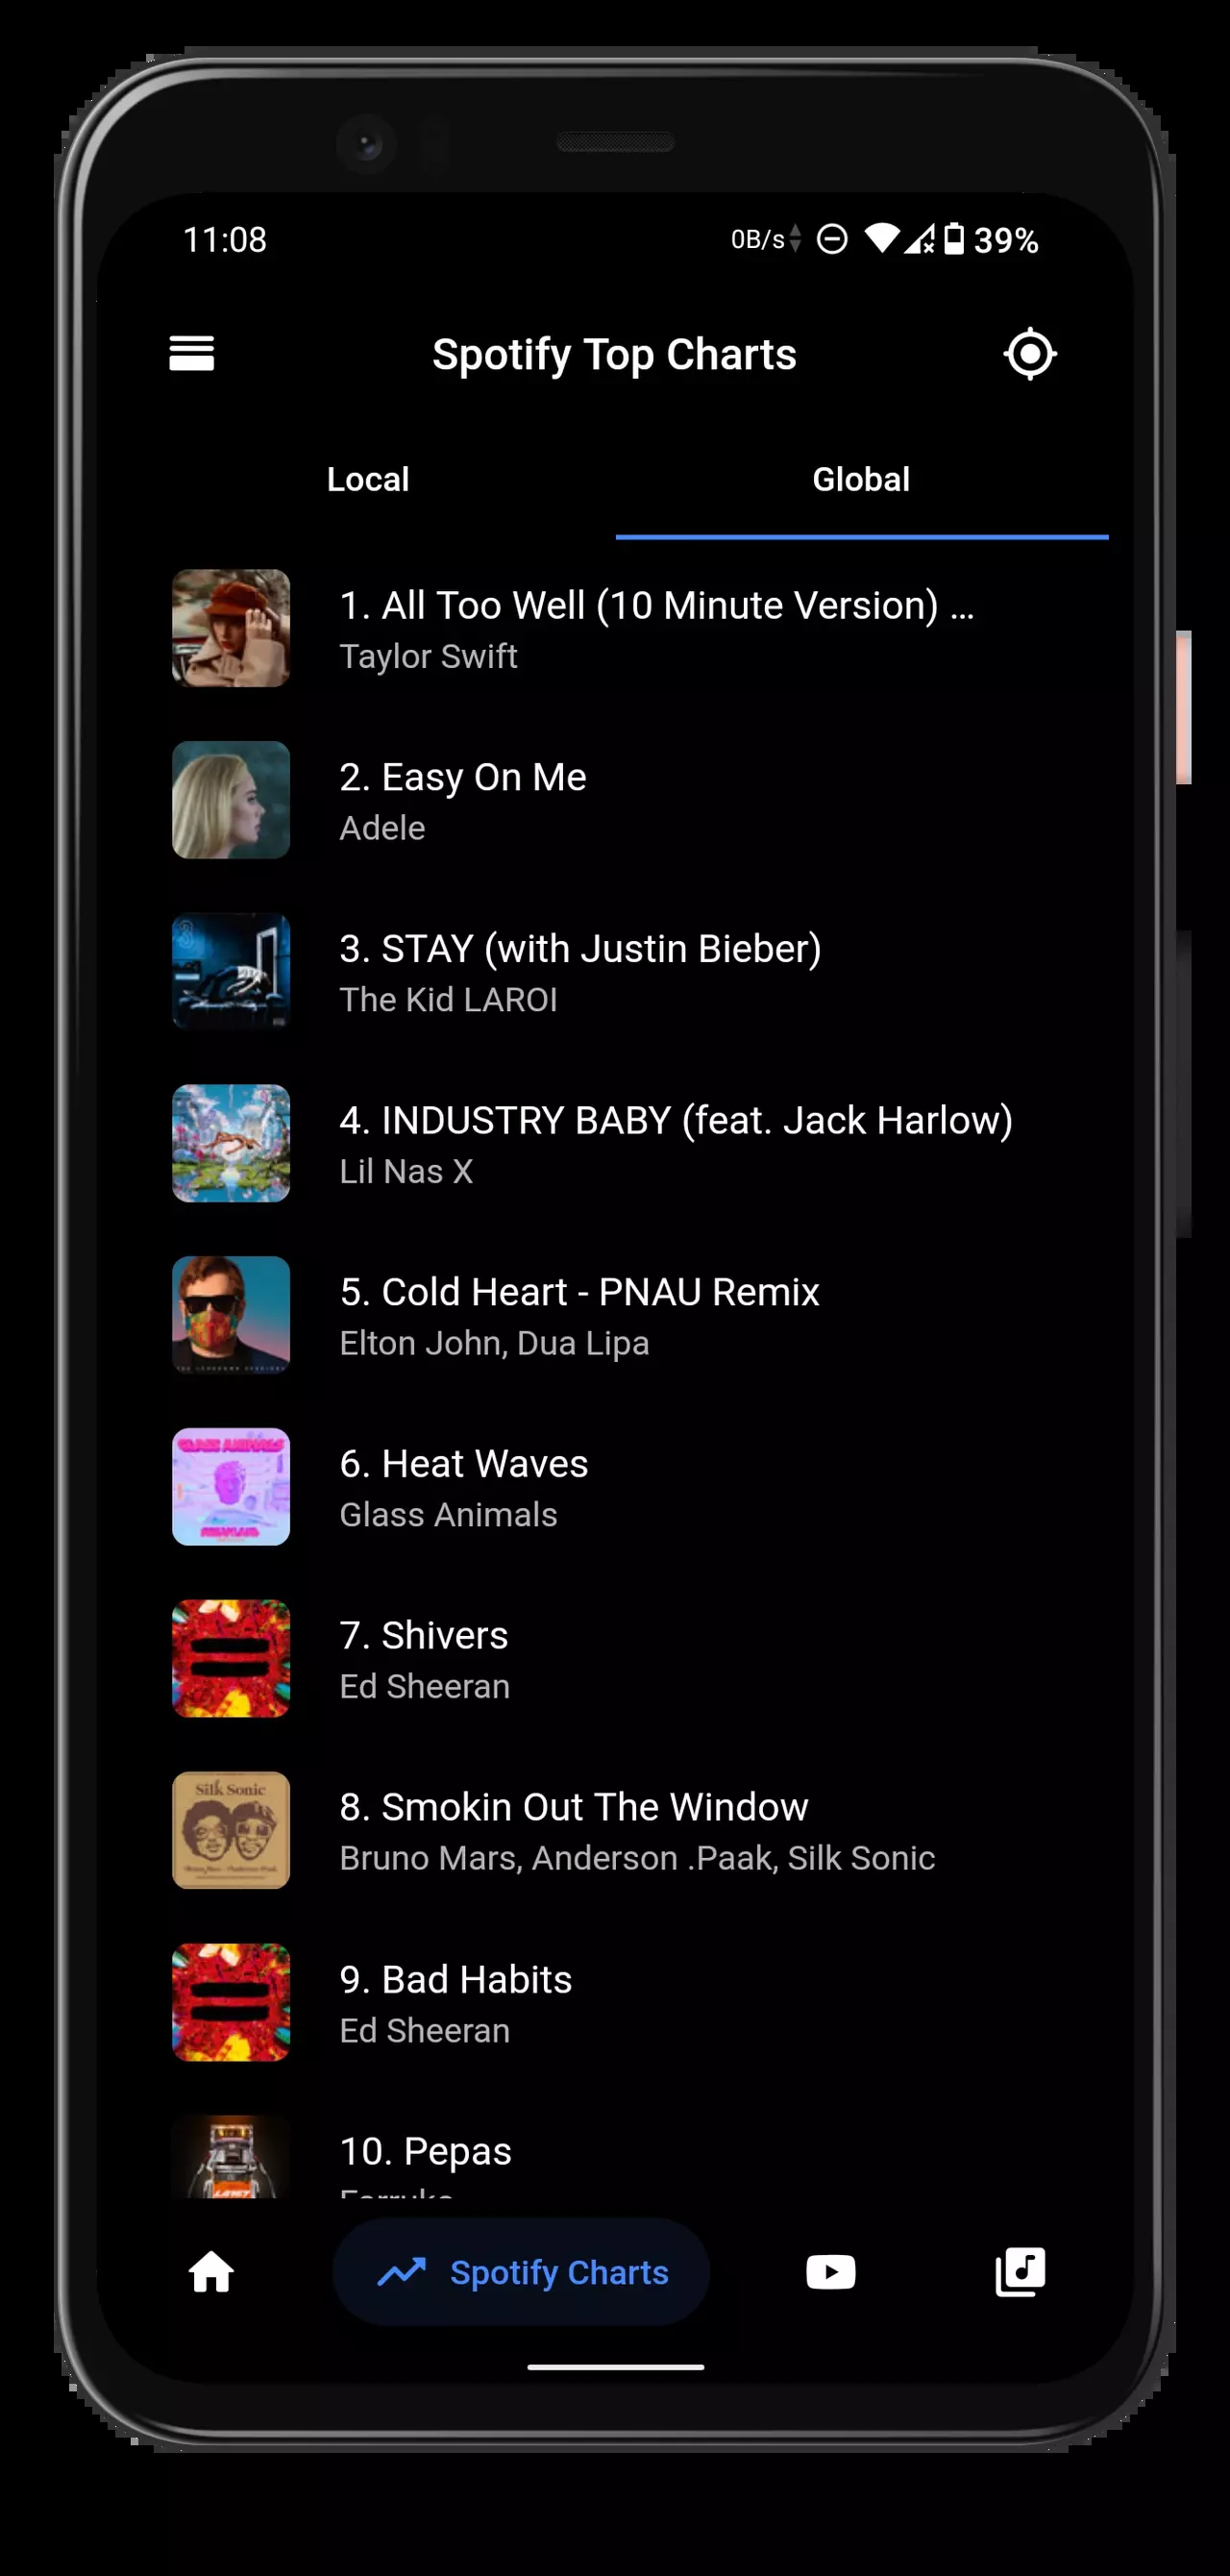 11:08 0B/s 39%
Spotify Top Charts
Local Global
1. All Too Well (10 Minute Version) ...
Taylor Swift
2. Easy On Me
Adele
3. STAY (with Justin Bieber)
The Kid LAROI
4. INDUSTRY BABY (feat. Jack Harlow)
Lil Nas X
5. Cold Heart - PNAU Remix
Elton John, Dua Lipa
GLASS ANIMALS
6. Heat Waves
Glass Animals
7. Shivers
Ed Sheeran
Silk Sonic
8. Smokin Out The Window
Bruno Mars, Anderson .Paak, Silk Sonic
9. Bad Habits
Ed Sheeran
10. Pepas
Spotify Charts